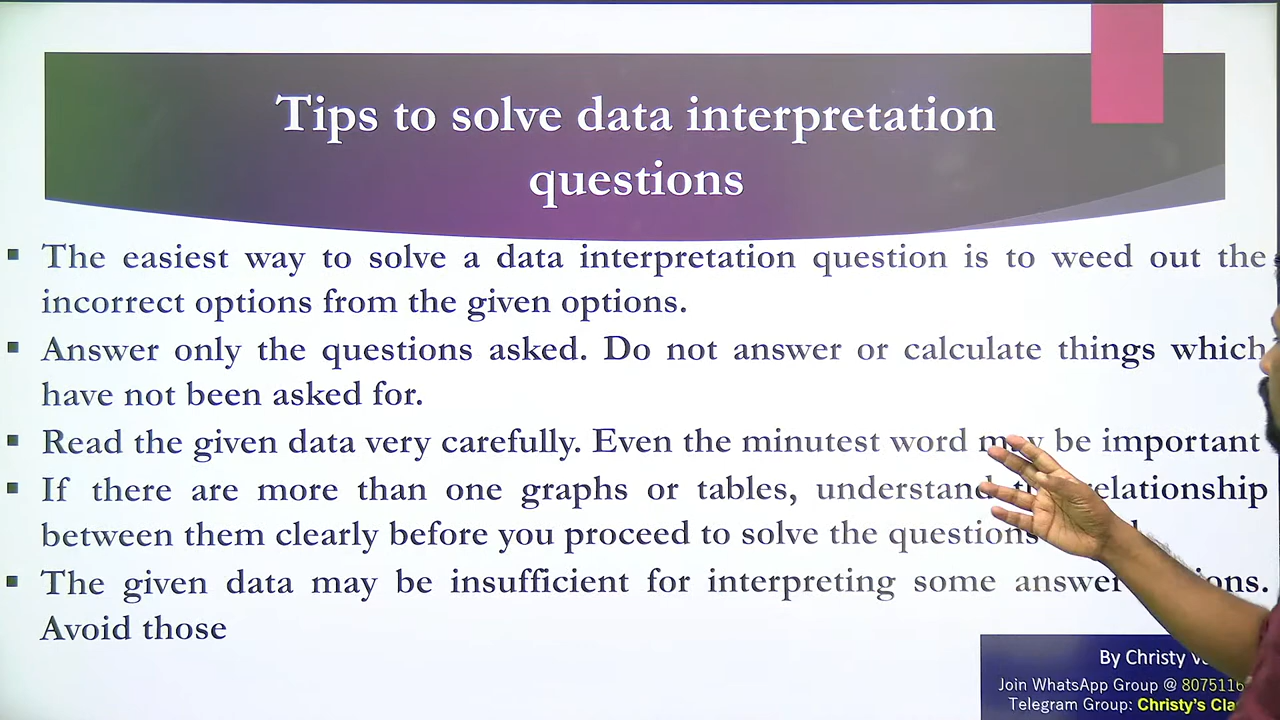 Tips to solve data interpretation
questions
The easiest way to solve a data interpretation question is to weed out the
incorrect options from the given options.
Answer only the questions asked. Do not answer or calculate things which
have not been asked for.
Read the given data very carefully. Even the minutest word may be important
If there are more than one graphs or tables, understand relationship
between them clearly before you proceed to solve the questions
The given data may be insufficient for interpreting some answer
Avoid those
By Christy
Join WhatsApp Group @
Telegram Group: Christy's